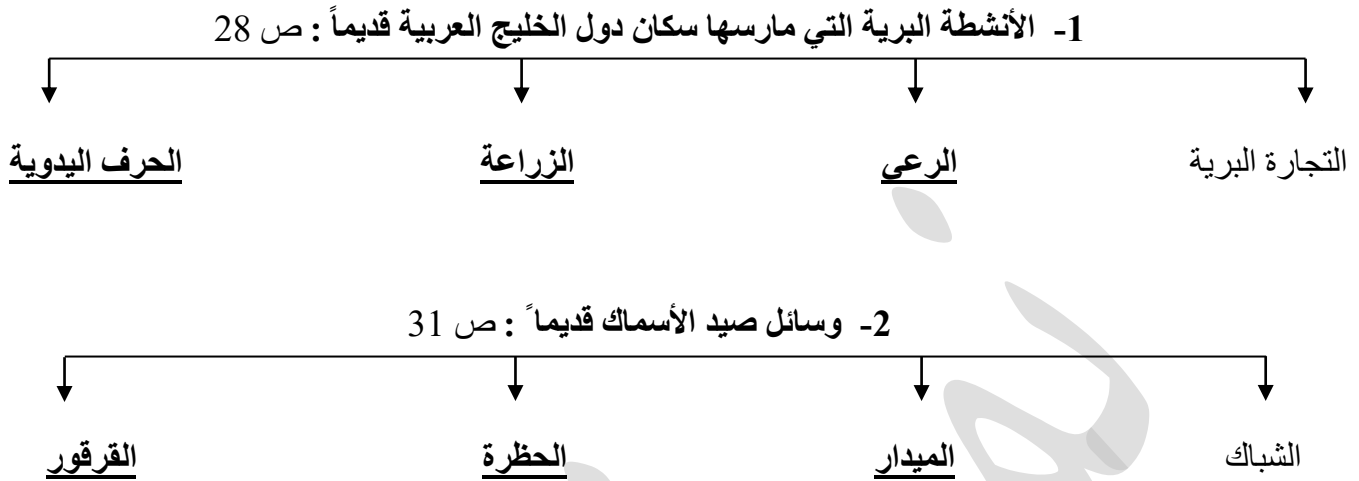 1- الأنشطة البرية التي مارسها سكان دول الخليج العربية قديماً : ص 28
التجارة البرية الرعي الزراعة الحرف اليدوية
2- وسائل صيد الأسماك قديما ً : ص 31
الشباك الميدار الحظرة القرقور